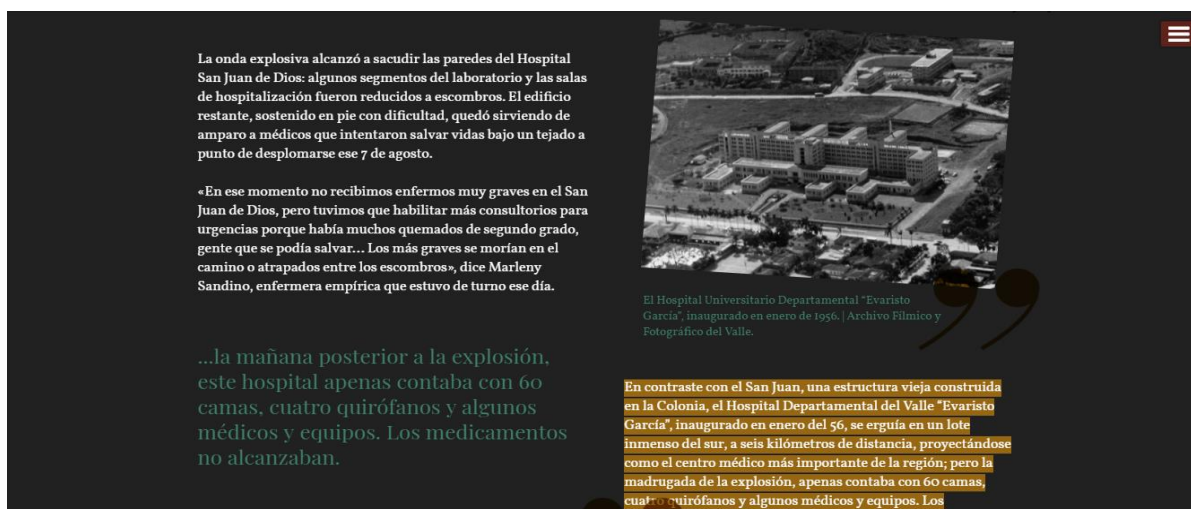 La onda explosiva alcanzó a sacudir las paredes del Hospital
San Juan de Dios: algunos segmentos del laboratorio y las salas
de hospitalización fueron reducidos a escombros. El edificio
restante, sostenido en pie con dificultad, quedó sirviendo de
amparo a médicos que intentaron salvar vidas bajo un tejado a
punto de desplomarse ese 7 de agosto.
«En ese momento no recibimos enfermos muy graves en el San
Juan de Dios, pero tuvimos que habilitar más consultorios para
urgencias porque había muchos quemados de segundo grado,
gente que se podía salvar... Los más graves se morían en el
camino o atrapados entre los escombros», dice Marleny
Sandino, enfermera empírica que estuvo de turno ese día.
...la mañana posterior a la explosión,
este hospital apenas contaba con 60
camas, cuatro quirófanos y algunos
médicos y equipos. Los medicamentos
no alcanzaban.
El Hospital Universitario Departamental "Evaristo
García", inaugurado en enero de 1956. | Archivo Fílmico y
Fotográfico del Valle.
”
En contraste con el San Juan, una estructura vieja construida
en la Colonia, el Hospital Departamental del Valle "Evaristo
García", inaugurado en enero del 56, se erguía en un lote
inmenso del sur, a seis kilómetros de distancia, proyectándose
como el centro médico más importante de la región; pero la
madrugada de la explosión, apenas contaba con 60 camas,
cuatro quirófanos y algunos médicos y equipos. Los